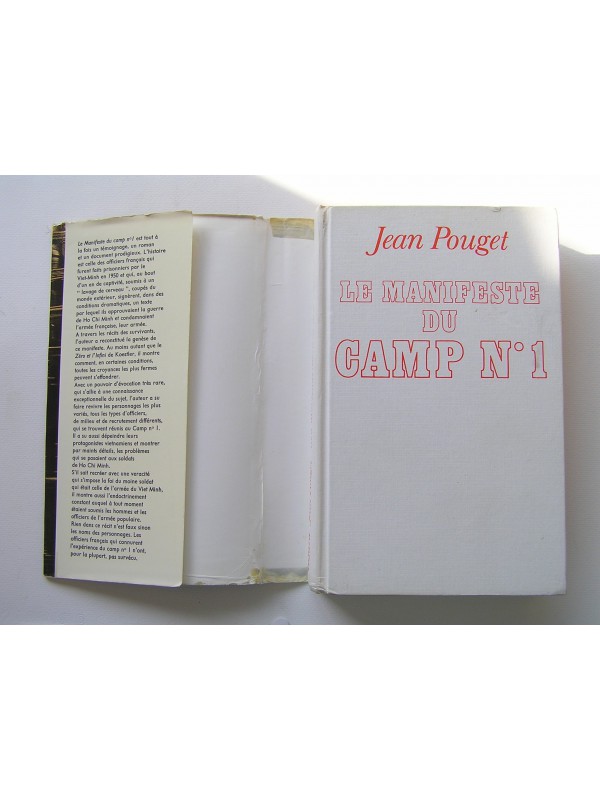 Le Manifeste du camp nº1 est tout à
la fois un témoignage, un roman
et un document prodigieux. L'histoire
est celle des officiers français qui
furent faits prisonniers par le
Viet-Minh en 1950 et qui, au bout
d'un an de captivité, soumis à un
" lavage de cerveau ", coupés du
monde extérieur, signèrent, dans des
conditions dramatiques, un texte
par lequel ils approuvaient la guerre
de Ho Chi Minh et condamnaient
l'armée française, leur armée.
A travers les récits des survivants,
l'auteur a reconstitué la genèse de
ce manifeste. Au moins autant que le
Zéro et l'Infini de Koestler, il montre
comment, en certaines conditions,
toutes les croyances les plus fermes
peuvent s'effondrer.
Avec un pouvoir d'évocation très rare,
qui s'allie à une connaissance
exceptionnelle du sujet, l'auteur a su
faire revivre les personnages les plus
variés, tous les types d'officiers,
de milieu et de recrutement différents,
qui se trouvent réunis au Camp nº 1.
Il a su aussi dépeindre leurs
protagonistes vietnamiens et montrer
par maints détails, les problèmes
qui se posaient aux soldats
de Ho Chi Minh.
S'il sait recréer avec une véracité
qui s'impose la foi du moine soldat
qui était celle de l'armée du Viet Minh,
il montre aussi l'endoctrinement
constant auquel à tout moment
étaient soumis les hommes et les
officiers de l'armée populaire.
Rien dans ce récit n'est faux sinon
les noms des personnages. Les
officiers français qui connurent
l'expérience du camp nº 1 n'ont,
pour la plupart, pas survécu.
Jean Pouget
LE MANIFESTE
DU
CAMP N°1